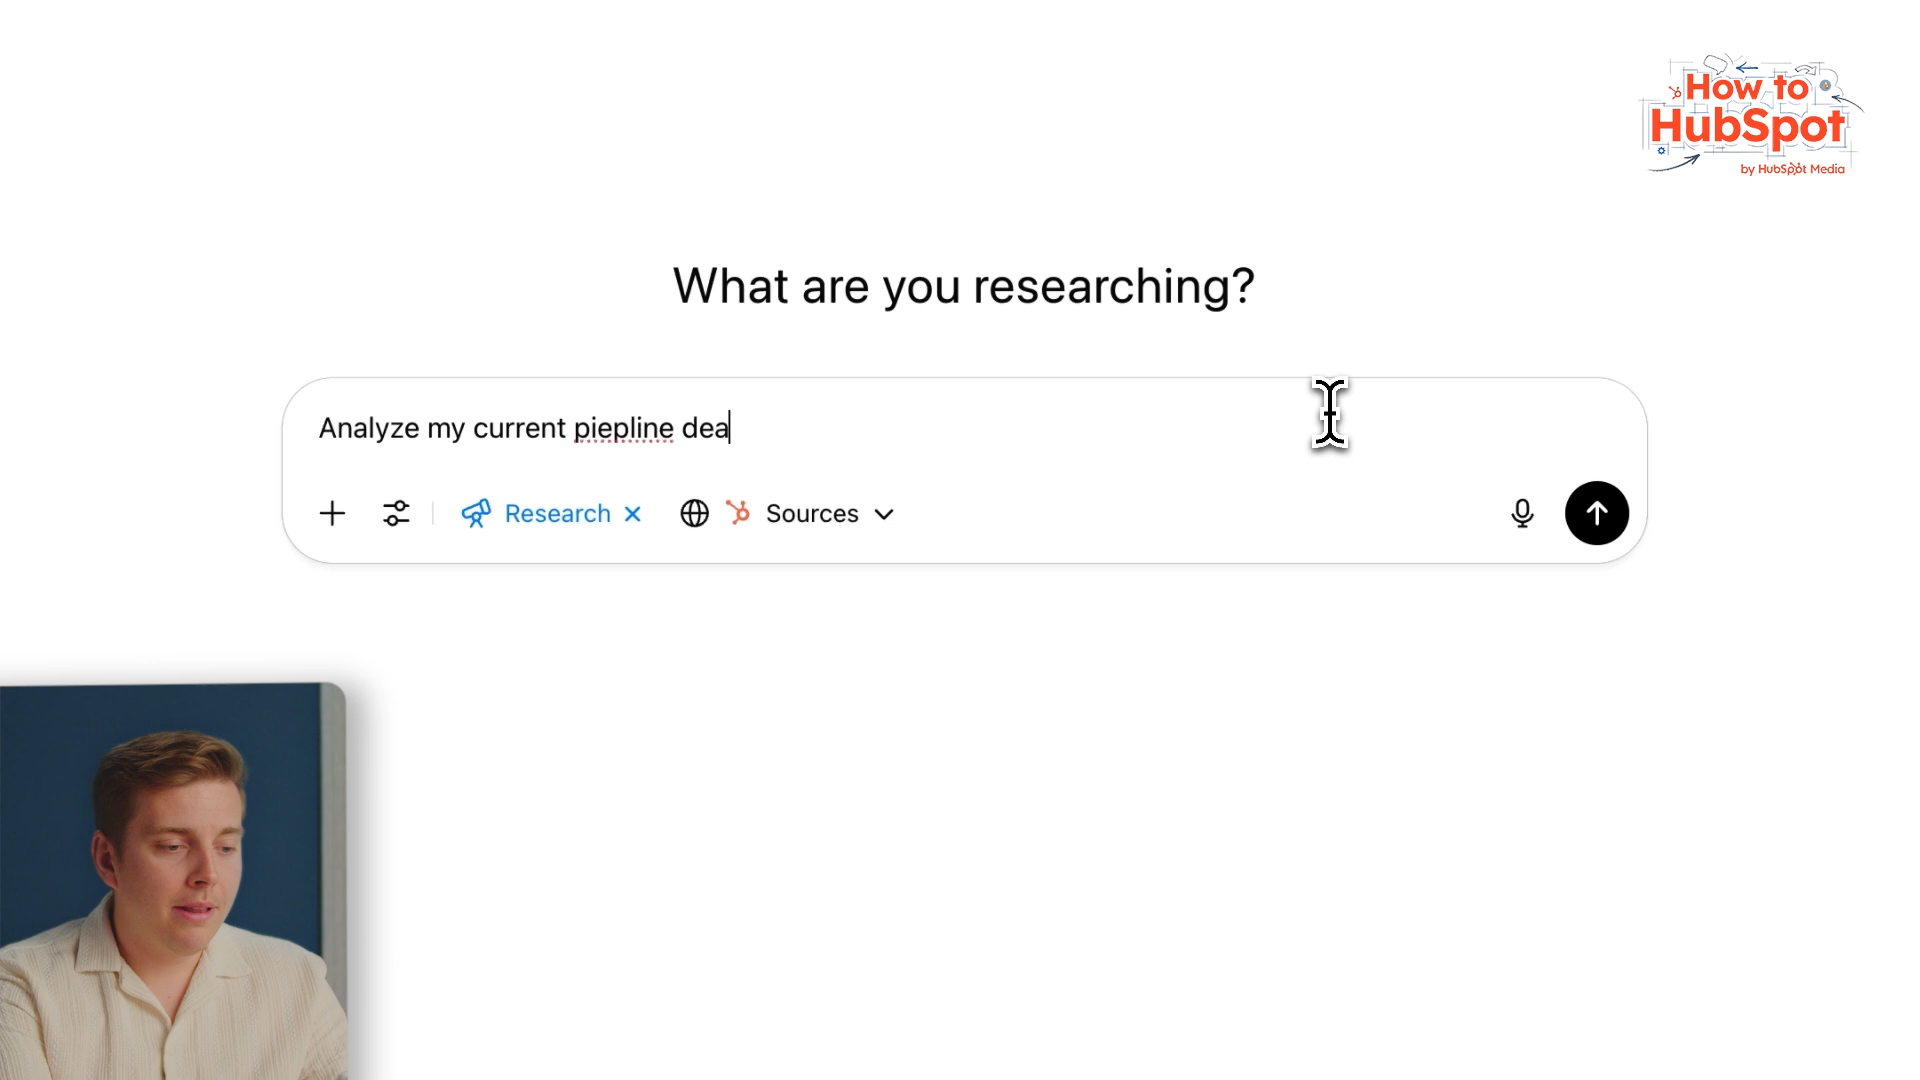 How to
HubSpot
by HubSpot Media
What are you researching?
Analyze my current piepline dea
Research
Sources